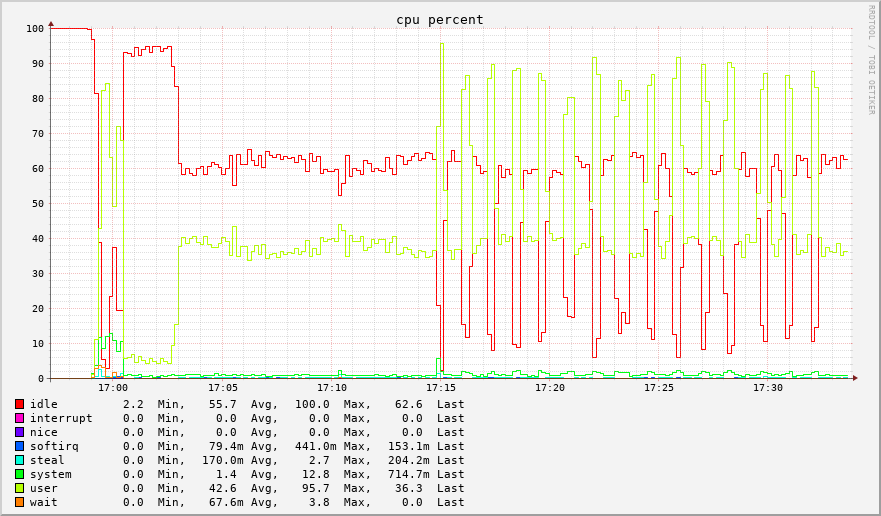 cpu percent
RRDTOOL / TOBI OETIKER
100
90
80
70
60
50
40
30
20
10
0
17:00 17:05 17:10 17:15 17:20 17:25 17:30
idle 2.2 Min, 55.7 Avg, 100.0 Max, 62.6 Last
interrupt 0.0 Min, 0.0 Avg, 0.0 Max, 0.0 Last
nice 0.0 Min, 0.0 Avg, 0.0 Max, 0.0 Last
softirq 0.0 Min, 79.4m Avg, 441.0m Max, 153.1m Last
steal 0.0 Min, 170.0m Avg, 2.7 Max, 204.2m Last
system 0.0 Min, 1.4 Avg, 12.8 Max, 714.7m Last
user 0.0 Min, 42.6 Avg, 95.7 Max, 36.3 Last
wait 0.0 Min, 67.6m Avg, 3.8 Max, 0.0 Last